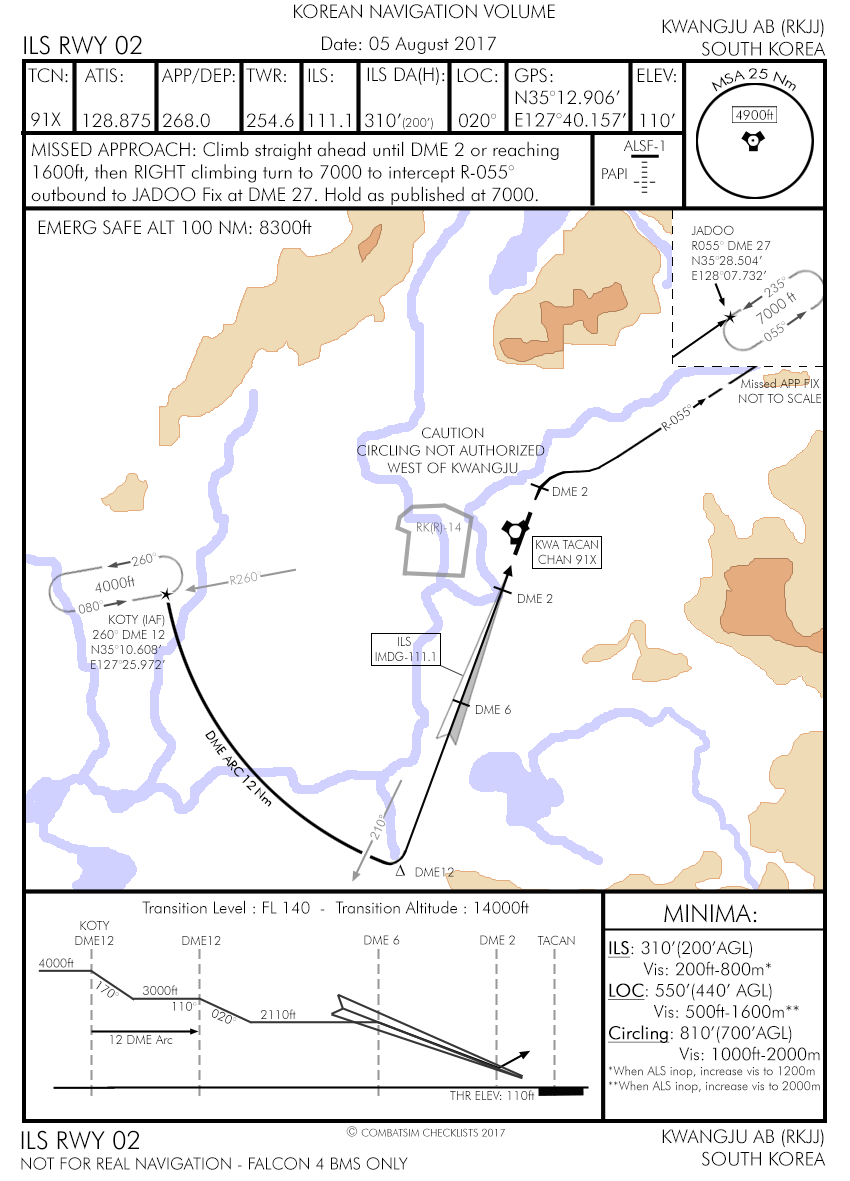 KOREAN NAVIGATION VOLUME
ILS RWY 02
Date: 05 August 2017
KWANGJU AB (RKJJ)
SOUTH KOREA
TCN:
91X
ATIS:
128.875
APP/DEP:
268.0
TWR:
254.6
ILS:
111.1
ILS DA(H):
310'(200')
LOC:
020°
GPS:
N35°12.906'
E127°40.157'
ELEV:
110'
MSA 25 Nm
4900ft
MISSED APPROACH: Climb straight ahead until DME 2 or reaching
1600ft, then RIGHT climbing turn to 7000 to intercept R-055°
outbound to JADOO Fix at DME 27. Hold as published at 7000.
ALSF-1
PAPI
EMERG SAFE ALT 100 NM: 8300ft
JADOO
R055° DME 27
N35°28.504'
E128°07.732'
235°
7000 ft
055°
Missed APP FIX
NOT TO SCALE
R-055°
CAUTION
CIRCLING NOT AUTHORIZED
WEST OF KWANGJU
DME 2
RK(R)-14
KWA TACAN
CHAN 91X
260°
4000ft
080°
R260°
KOTY (IAF)
260° DME 12
N35°10.608'
E127°25.972'
DME 2
ILS
IMDG-111.1
DME 6
DME ARC 12 Nm
210°
DME12
Transition Level : FL 140 - Transition Altitude : 14000ft
KOTY
DME12
DME12
DME 6
DME 2
TACAN
4000ft
170°
3000ft
110°
020°
2110ft
12 DME Arc
THR ELEV: 110ft
MINIMA:
ILS: 310'(200'AGL)
Vis: 200ft-800m*
LOC: 550'(440' AGL)
Vis: 500ft-1600m**
Circling: 810'(700'AGL)
Vis: 1000ft-2000m
*When ALS inop, increase vis to 1200m
**When ALS inop, increase vis to 2000m
ILS RWY 02
NOT FOR REAL NAVIGATION - FALCON 4 BMS ONLY
© COMBATSIM CHECKLISTS 2017
KWANGJU AB (RKJJ)
SOUTH KOREA